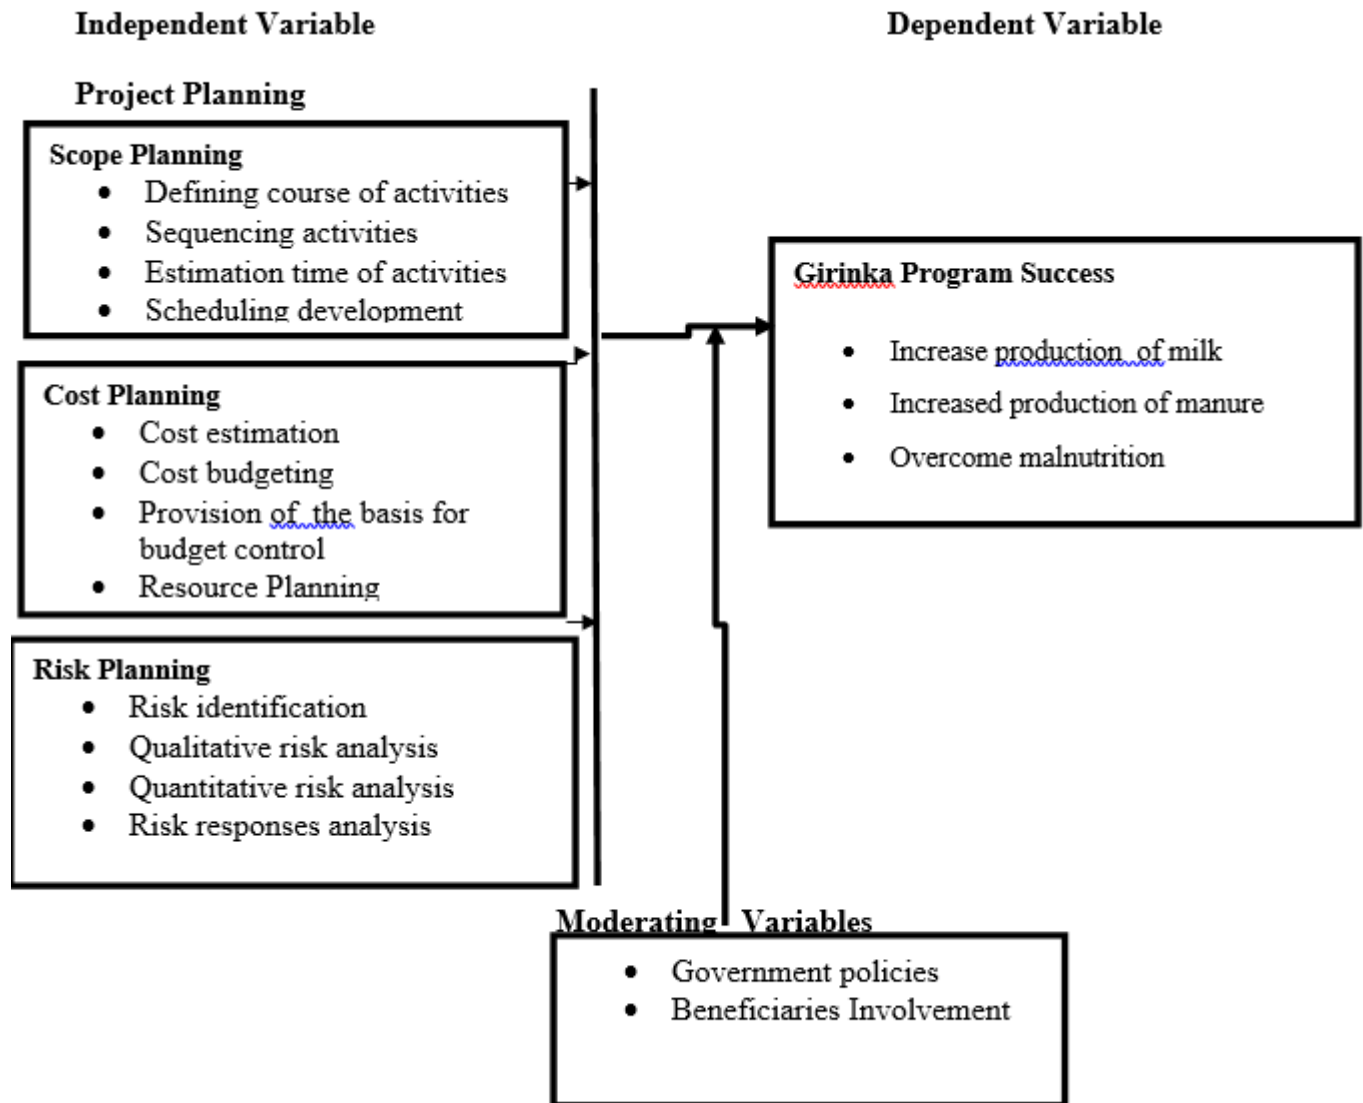 Independent Variable
Dependent Variable
Project Planning
Scope Planning
• Defining course of activities
• Sequencing activities
• Estimation time of activities
• Scheduling development
Cost Planning
• Cost estimation
• Cost budgeting
• Provision of the basis for
budget control
• Resource Planning
Risk Planning
• Risk identification
• Qualitative risk analysis
• Quantitative risk analysis
• Risk responses analysis
Girinka Program Success
• Increase production of milk
• Increased production of manure
• Overcome malnutrition
Moderating Variables
• Government policies
• Beneficiaries Involvement